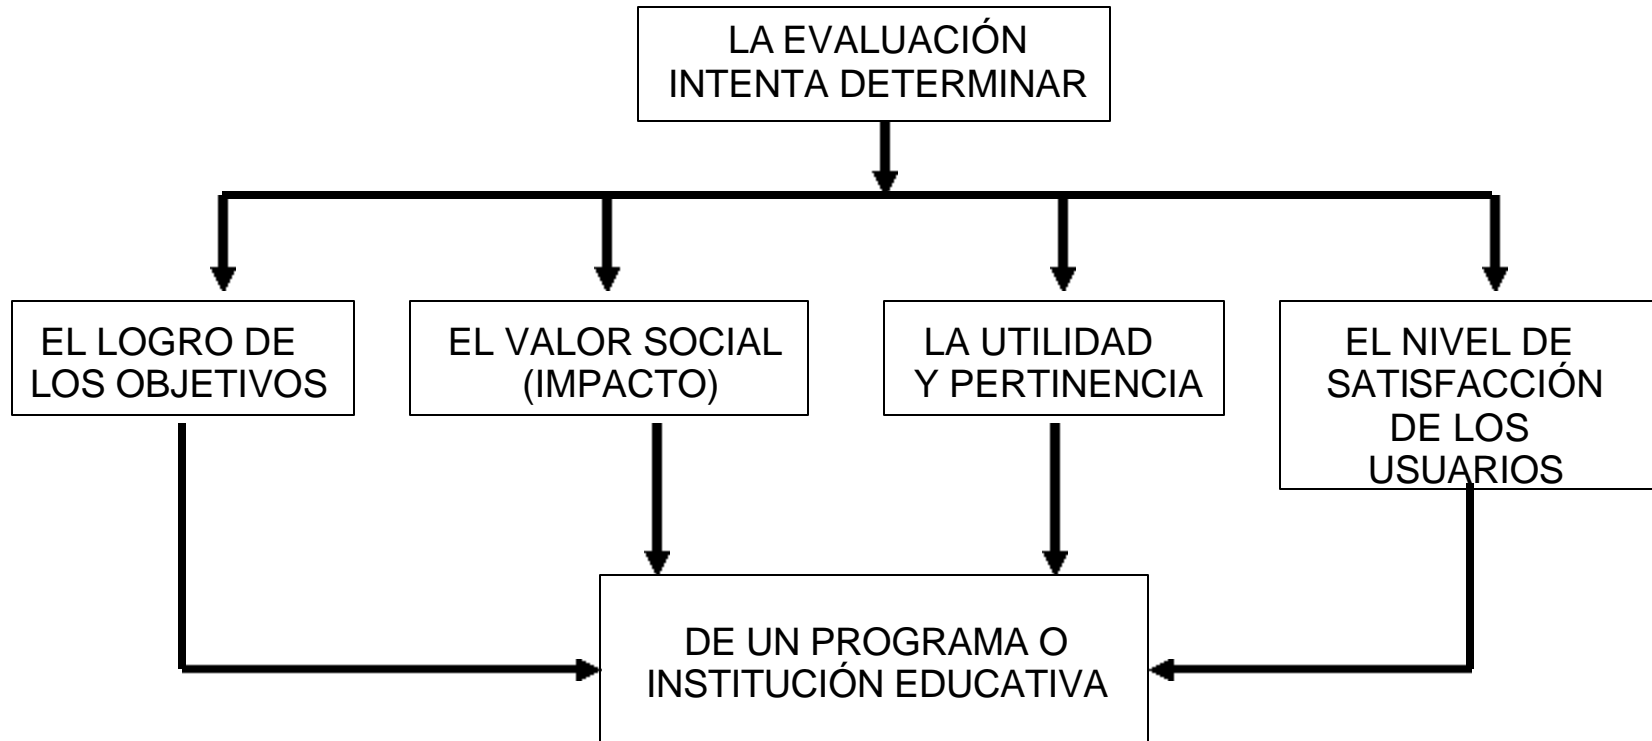 LA EVALUACIÓN
INTENTA DETERMINAR
EL LOGRO DE
LOS OBJETIVOS
EL VALOR SOCIAL
(IMPACTO)
LA UTILIDAD
Y PERTINENCIA
EL NIVEL DE
SATISFACCIÓN
DE LOS
USUARIOS
DE UN PROGRAMA O
INSTITUCIÓN EDUCATIVA